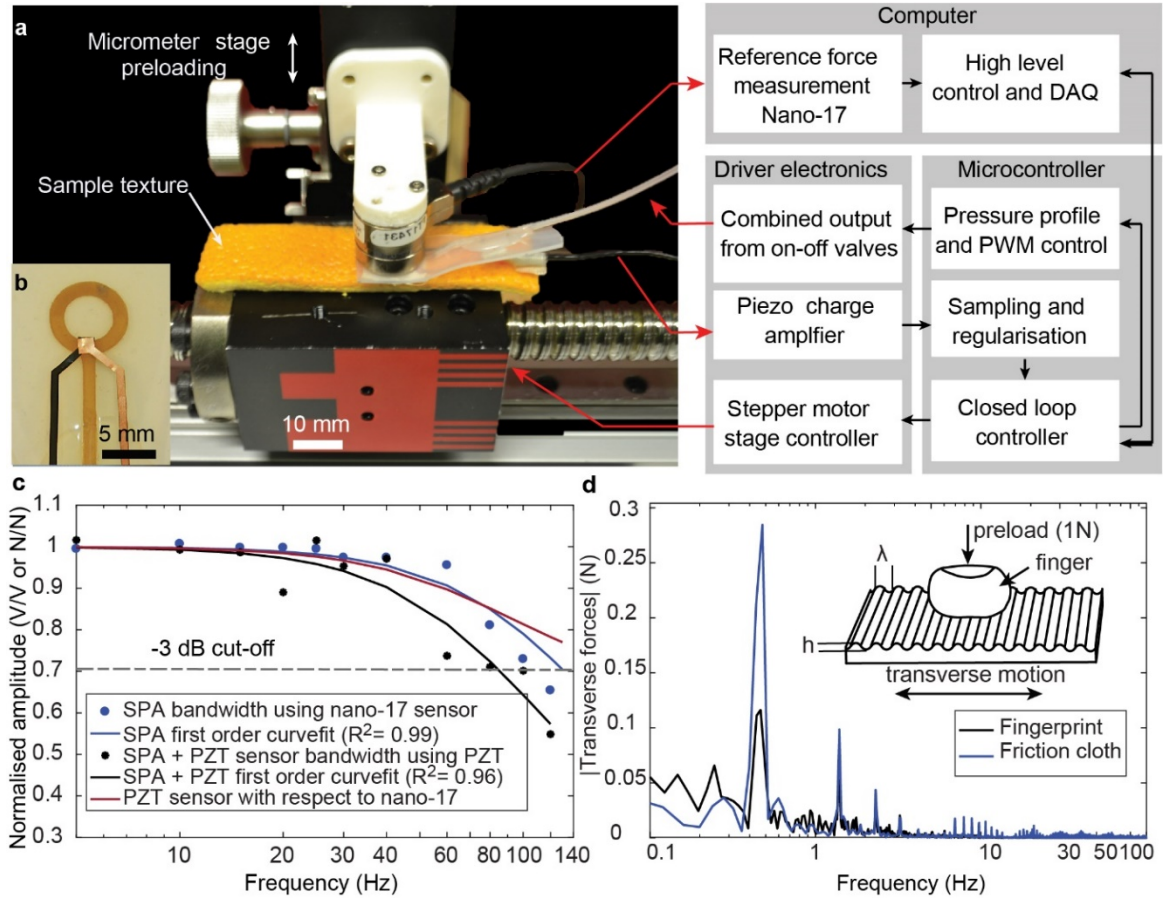 a
Micrometer stage
preloading
Sample texture
b
5 mm
10 mm
Computer
Reference force
measurement
Nano-17
High level
control and DAQ
Driver electronics
Microcontroller
Combined output
from on-off valves
Pressure profile
and PWM control
Piezo charge
amplfier
Sampling and
regularisation
Stepper motor
stage controller
Closed loop
controller
c
Normalised amplitude (V/V or N/N)
1.1
1
0.9
0.8
0.7
0.6
0.5
0.4
0.3
-3 dB cut-off
SPA bandwidth using nano-17 sensor
SPA first order curvefit (R2= 0.99)
SPA + PZT sensor bandwidth using PZT
SPA + PZT first order curvefit (R2= 0.96)
PZT sensor with respect to nano-17
10 20 30 40 60 80 100 140
Frequency (Hz)
d
|Transverse forces| (N)
0.3
0.25
0.2
0.15
0.1
0.05
0
preload (1N)
λ
finger
h
transverse motion
Fingerprint
Friction cloth
0.1 1 10 30 50 100
Frequency (Hz)